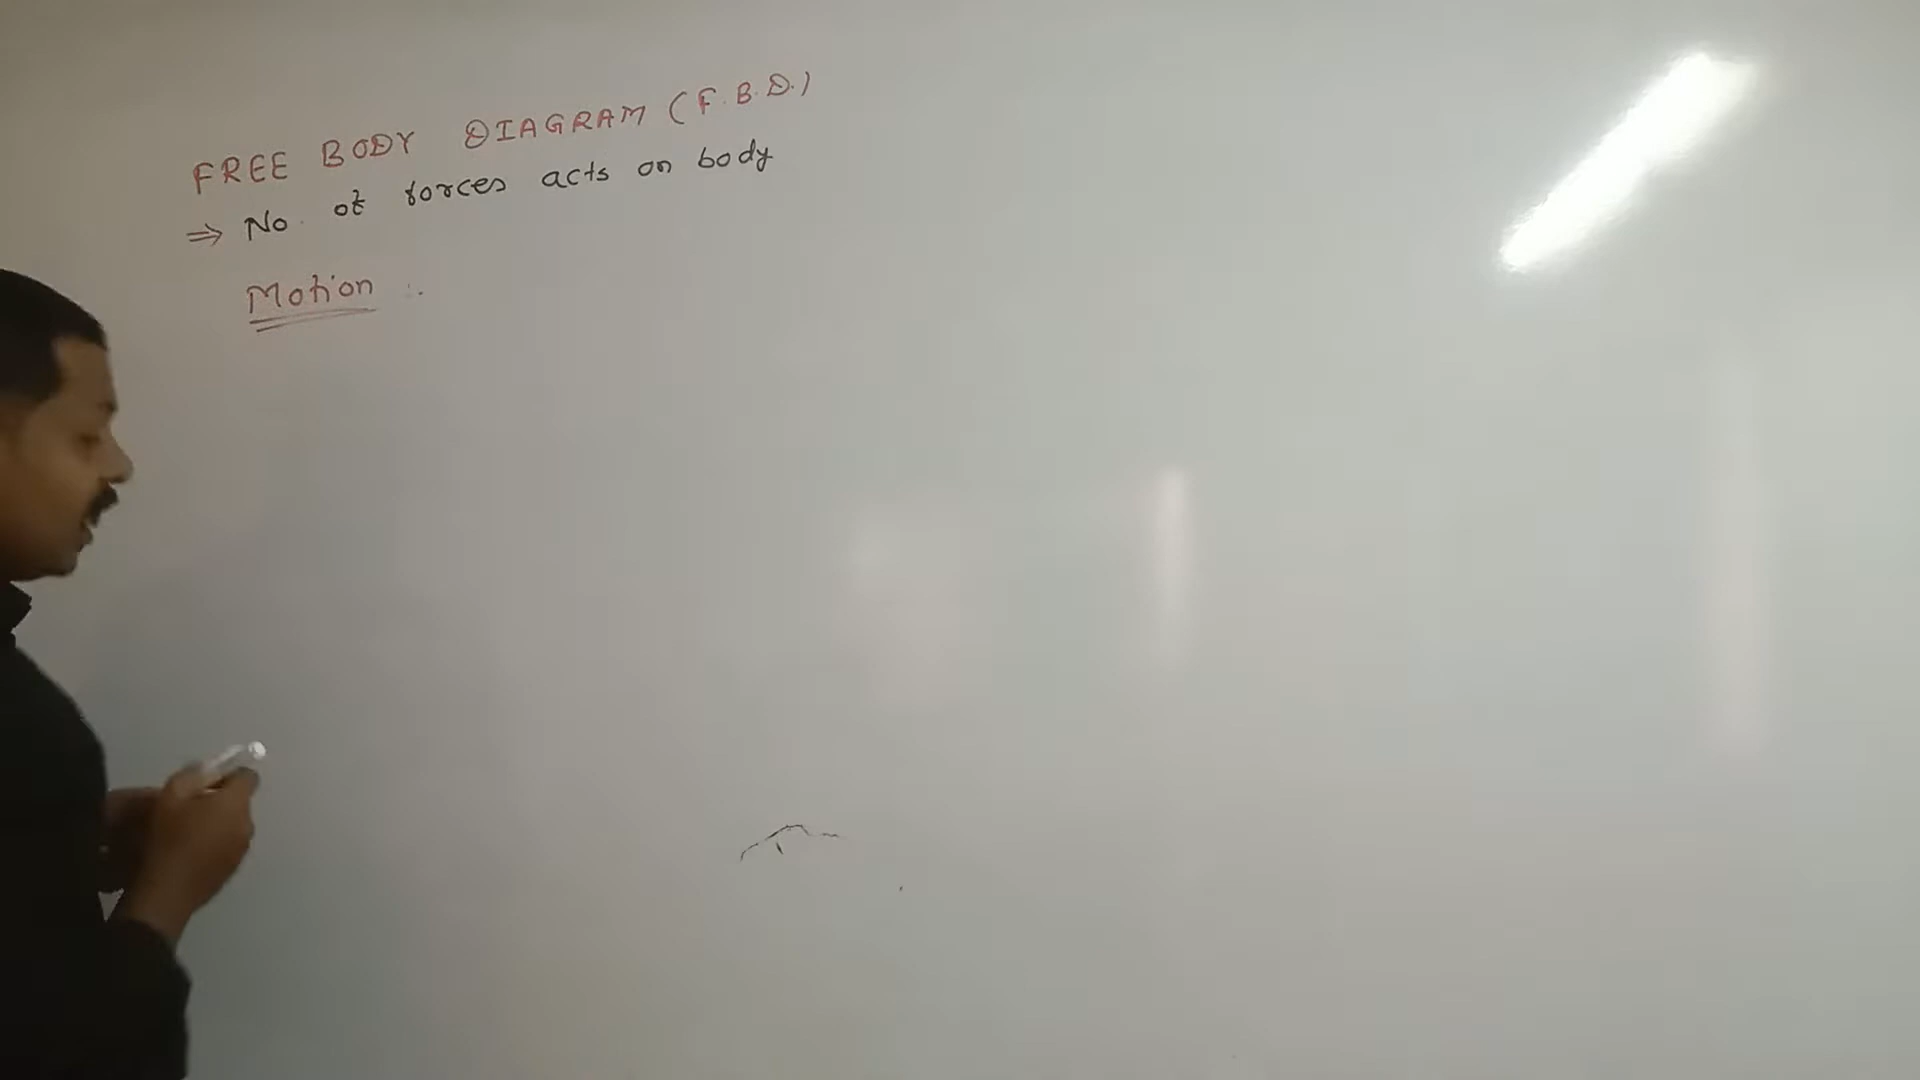 FREE BODY DIAGRAM (F.B.D.)
⇒ No. of forces acts on body
Motion :.